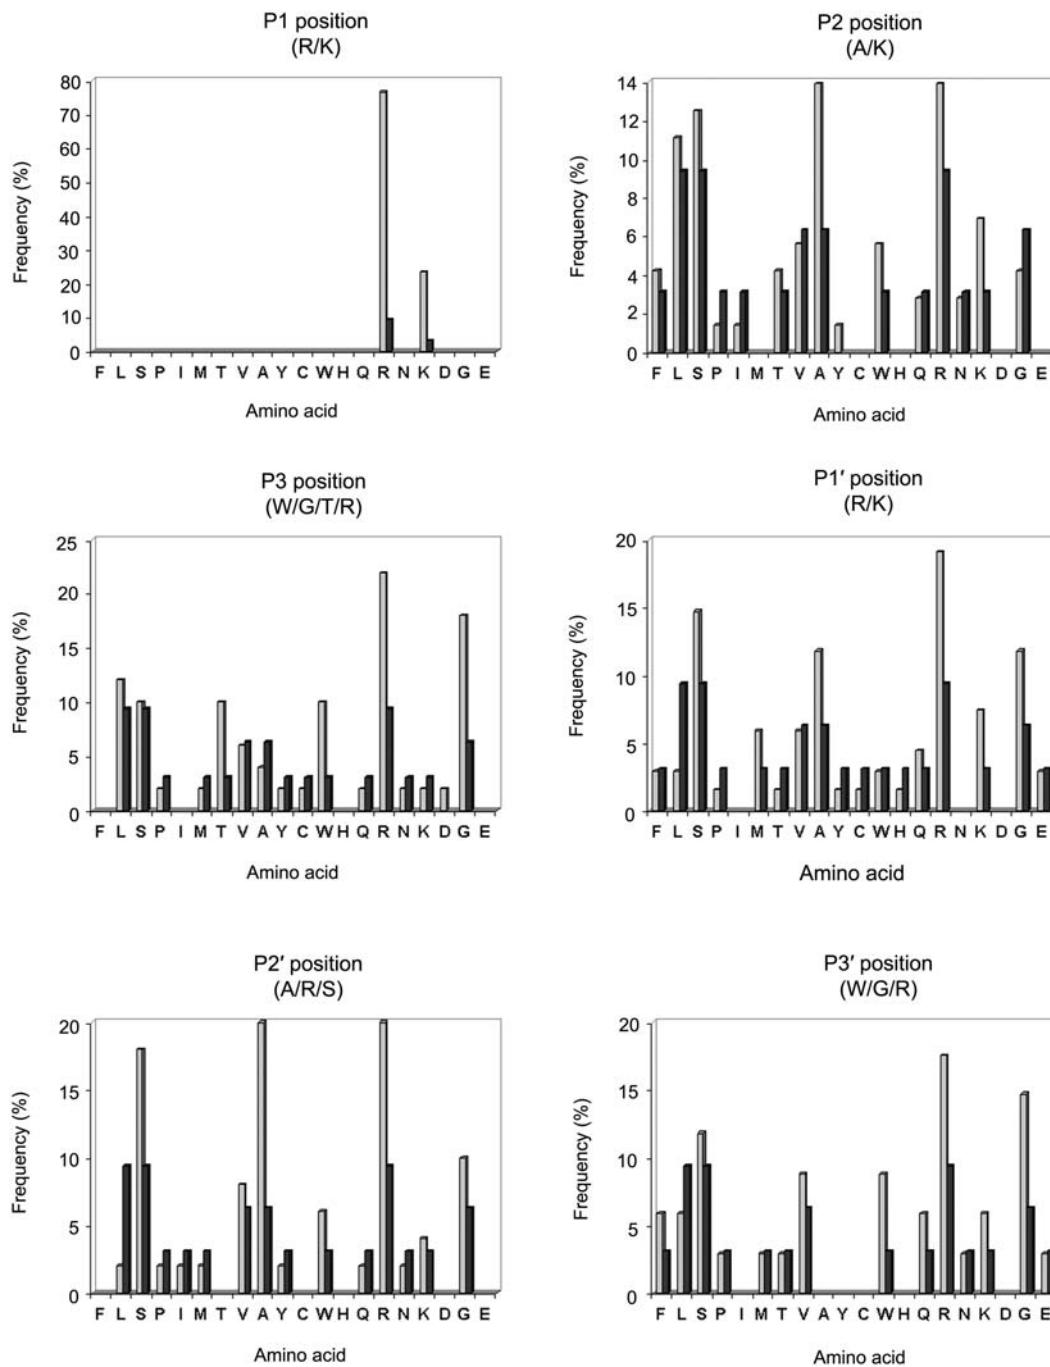 P1 position
(R/K)
Frequency (%)
80
70
60
50
40
30
20
10
0
F L S P I M T V A Y C W H Q R N K D G E
Amino acid
P2 position
(A/K)
Frequency (%)
14
12
10
8
6
4
2
0
F L S P I M T V A Y C W H Q R N K D G E
Amino acid
P3 position
(W/G/T/R)
Frequency (%)
25
20
15
10
5
0
F L S P I M T V A Y C W H Q R N K D G E
Amino acid
P1′ position
(R/K)
Frequency (%)
20
15
10
5
0
F L S P I M T V A Y C W H Q R N K D G E
Amino acid
P2′ position
(A/R/S)
Frequency (%)
20
15
10
5
0
F L S P I M T V A Y C W H Q R N K D G E
Amino acid
P3′ position
(W/G/R)
Frequency (%)
20
15
10
5
0
F L S P I M T V A Y C W H Q R N K D G E
Amino acid